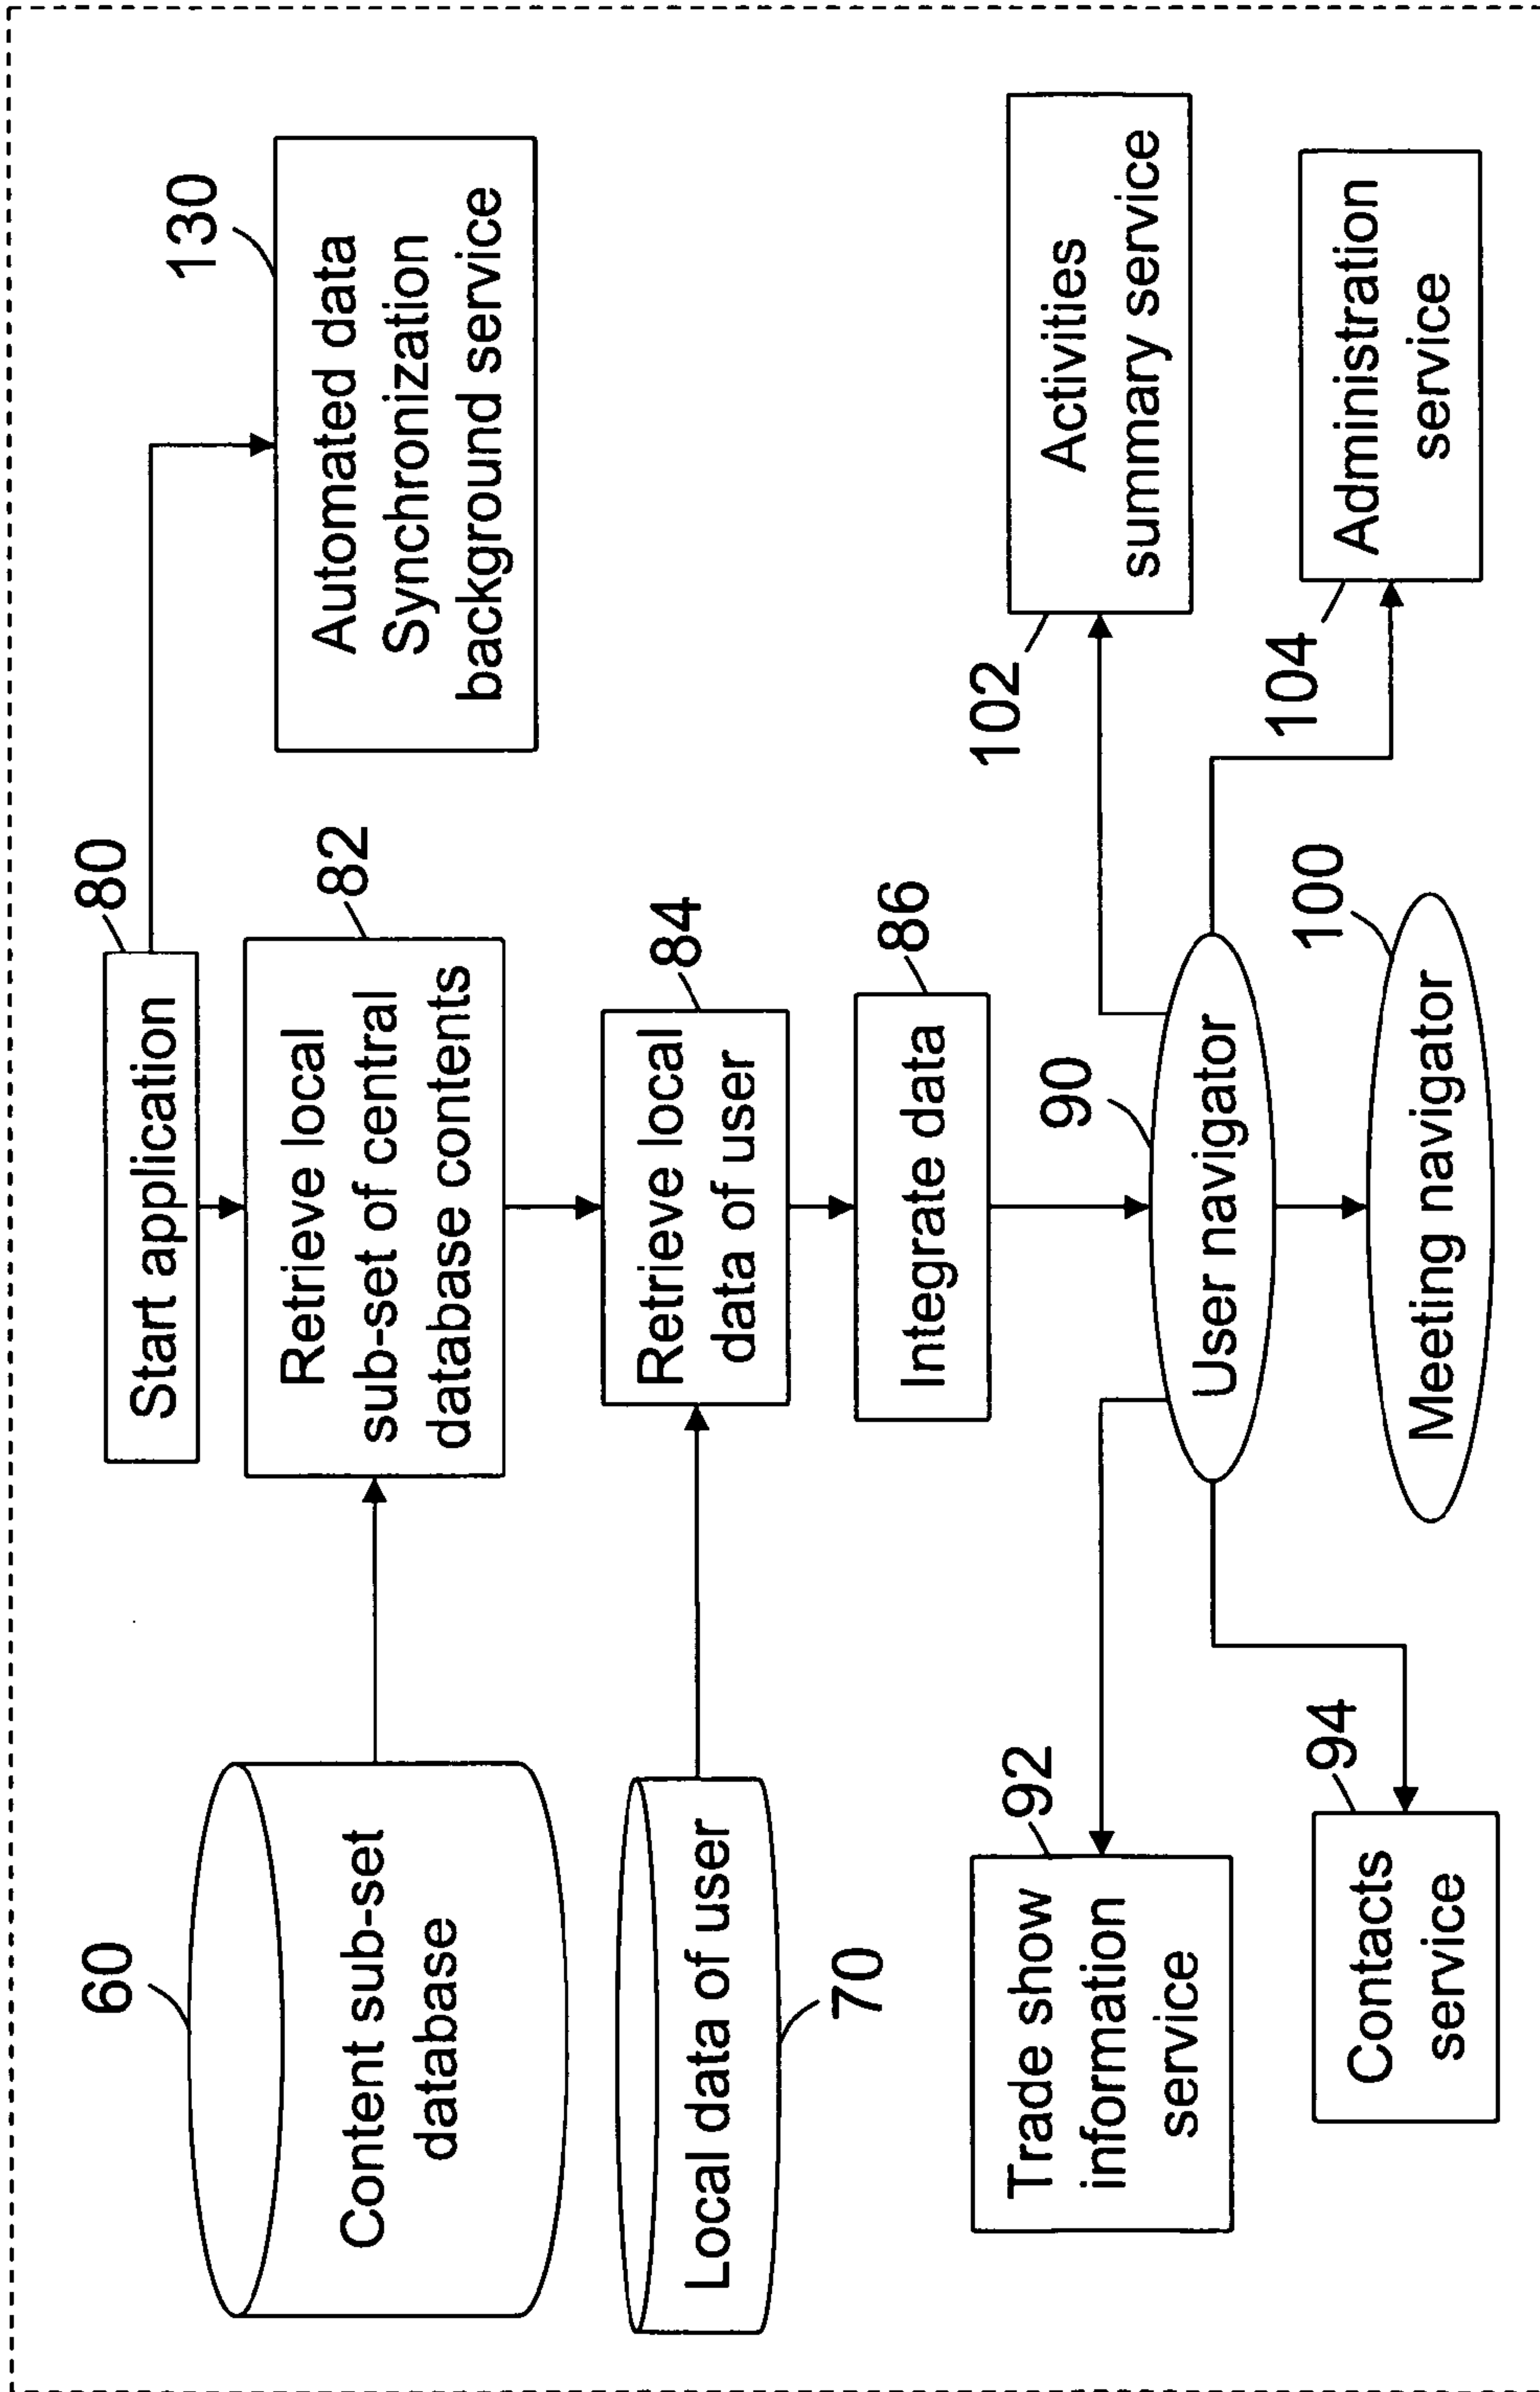 80
Start application
130
Automated data
Synchronization
background service
60
Content sub-set
database
82
Retrieve local
sub-set of central
database contents
70
Local data of user
84
Retrieve local
data of user
86
Integrate data
90
User navigator
92
Trade show
information
service
102
Activities
summary service
94
Contacts
service
100
Meeting navigator
104
Administration
service